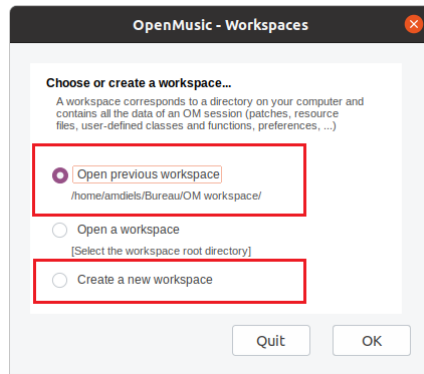 OpenMusic - Workspaces
Choose or create a workspace...
A workspace corresponds to a directory on your computer and
contains all the data of an OM session (patches, resource
files, user-defined classes and functions, preferences, ...)
Open previous workspace
/home/amdiels/Bureau/OM workspace/
Open a workspace
[Select the workspace root directory]
Create a new workspace
Quit OK